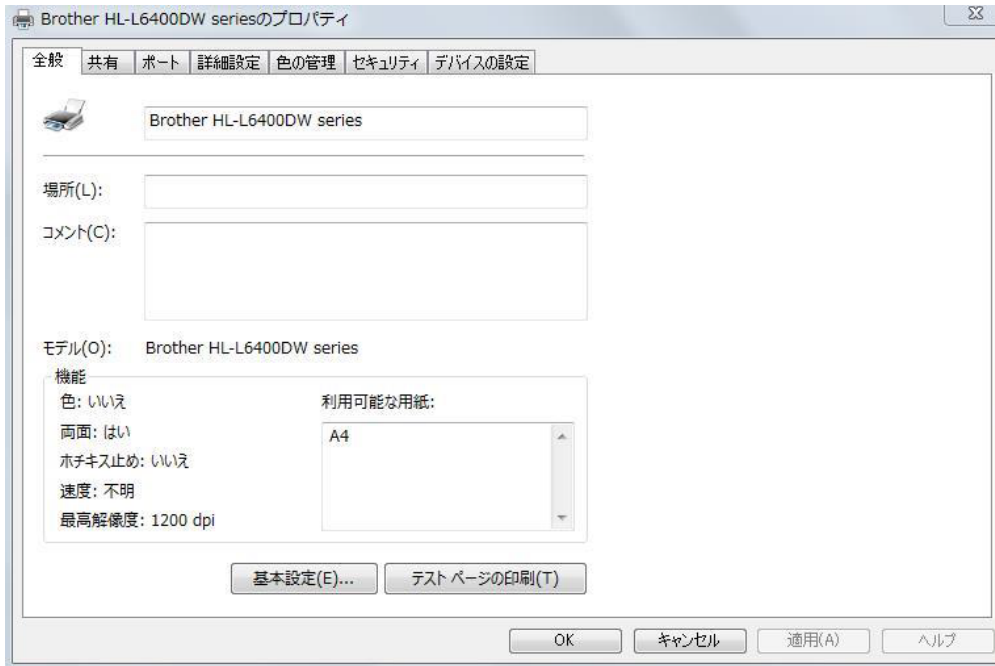 Brother HL-L6400DW seriesのプロパティ
全般 共有 ポート 詳細設定 色の管理 セキュリティ デバイスの設定
Brother HL-L6400DW series
場所(L):
コメント(C):
モデル(O): Brother HL-L6400DW series
機能
色: いいえ 利用可能な用紙:
両面: はい A4
ホチキス止め: いいえ
速度: 不明
最高解像度: 1200 dpi
基本設定(E)... テスト ページの印刷(T)
OK キャンセル 適用(A) ヘルプ